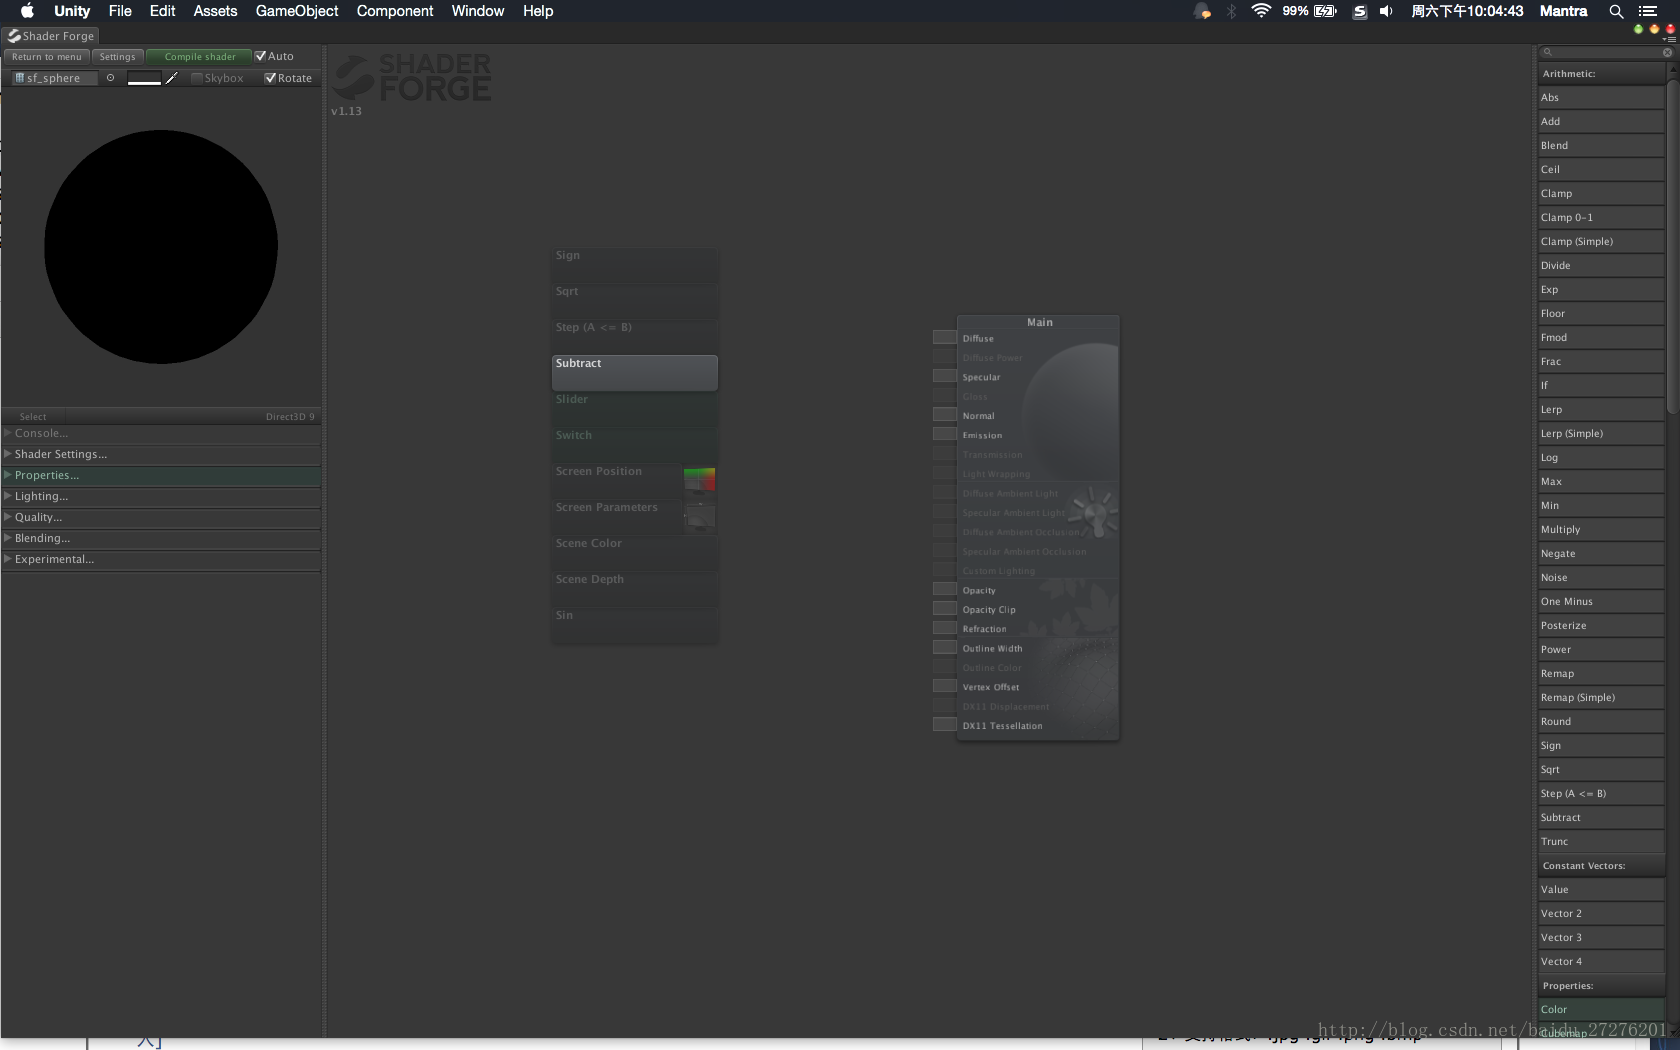 Unity File Edit Assets GameObject Component Window Help 99% S 周六下午10:04:43 Mantra
Shader Forge
Return to menu Settings Compile shader Auto
sf_sphere Skybox Rotate
SHADER
FORGE
v1.13
Select Direct3D 9
Console...
Shader Settings...
Properties...
Lighting...
Quality...
Blending...
Experimental...
Sign
Sqrt
Step (A <= B)
Subtract
Slider
Switch
Screen Position
Screen Parameters
Scene Color
Scene Depth
Sin
Main
Diffuse
Diffuse Power
Specular
Gloss
Normal
Emission
Transmission
Light Wrapping
Diffuse Ambient Light
Specular Ambient Light
Diffuse Ambient Occlusion
Specular Ambient Occlusion
Custom Lighting
Opacity
Opacity Clip
Refraction
Outline Width
Outline Color
Vertex Offset
DX11 Displacement
DX11 Tessellation
Arithmetic:
Abs
Add
Blend
Ceil
Clamp
Clamp 0-1
Clamp (Simple)
Divide
Exp
Floor
Fmod
Frac
If
Lerp
Lerp (Simple)
Log
Max
Min
Multiply
Negate
Noise
One Minus
Posterize
Power
Remap
Remap (Simple)
Round
Sign
Sqrt
Step (A <= B)
Subtract
Trunc
Constant Vectors:
Value
Vector 2
Vector 3
Vector 4
Properties:
Color
Cubemap
http://blog.csdn.net/baidu_27276201